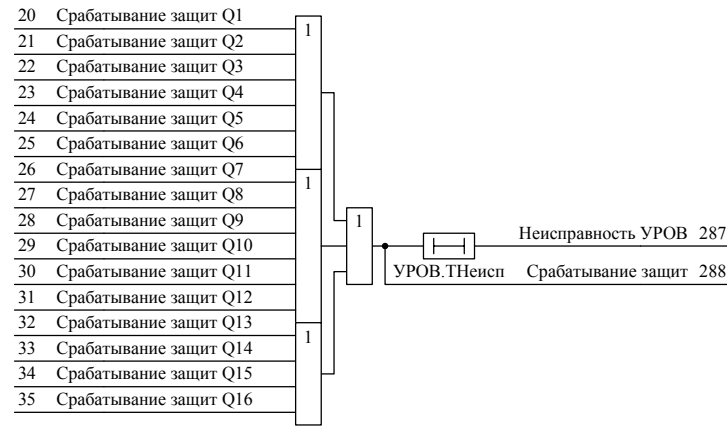 20 Срабатывание защит Q1
1
21 Срабатывание защит Q2
22 Срабатывание защит Q3
23 Срабатывание защит Q4
24 Срабатывание защит Q5
25 Срабатывание защит Q6
26 Срабатывание защит Q7
1
27 Срабатывание защит Q8
28 Срабатывание защит Q9
1
29 Срабатывание защит Q10
30 Срабатывание защит Q11
31 Срабатывание защит Q12
32 Срабатывание защит Q13
1
33 Срабатывание защит Q14
34 Срабатывание защит Q15
35 Срабатывание защит Q16
Неисправность УРОВ 287
УРОВ.ТНеисп
Срабатывание защит 288